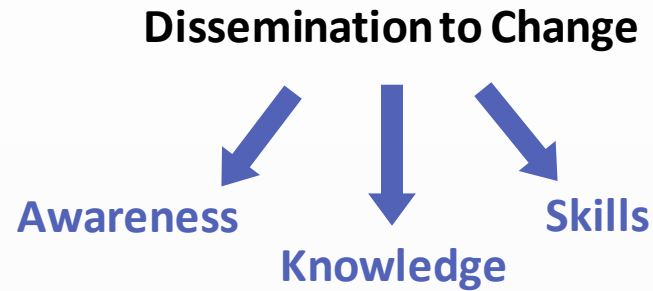 Dissemination to Change
Awareness
Skills
Knowledge